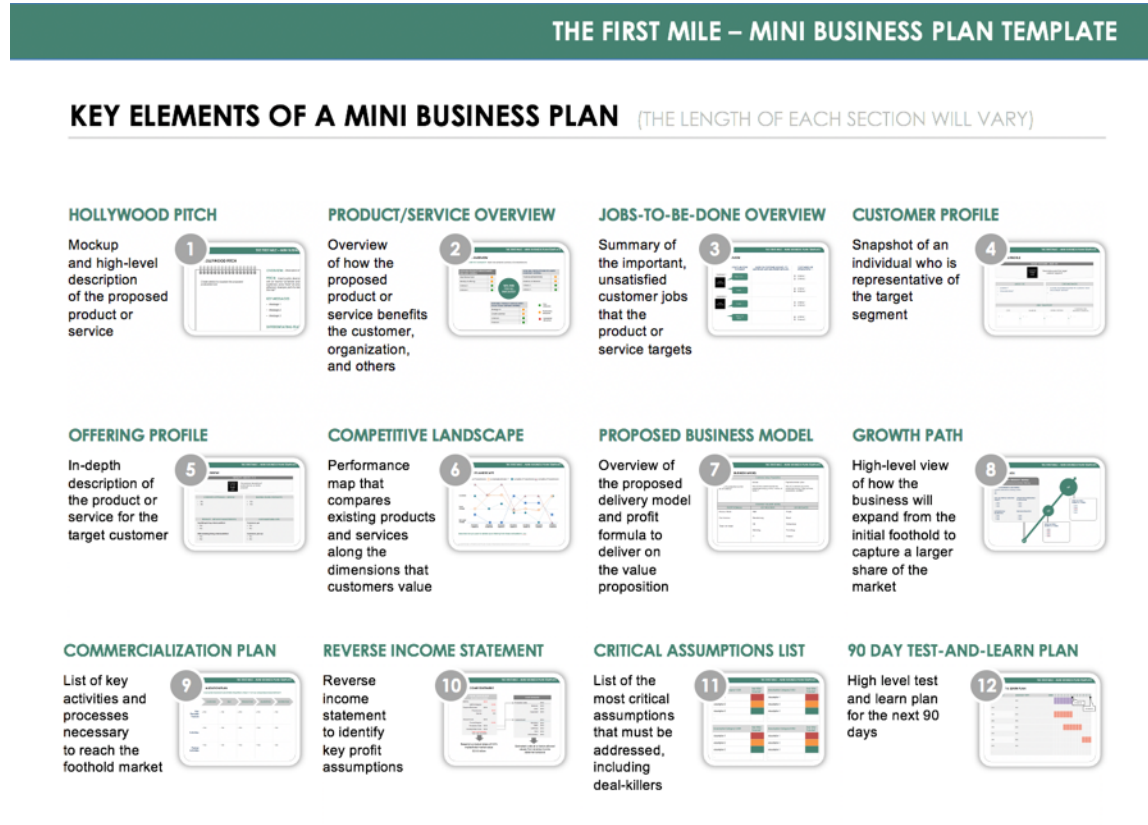 THE FIRST MILE – MINI BUSINESS PLAN TEMPLATE
KEY ELEMENTS OF A MINI BUSINESS PLAN (THE LENGTH OF EACH SECTION WILL VARY)
HOLLYWOOD PITCH
Mockup
and high-level
description
of the proposed
product or
service
1
PRODUCT/SERVICE OVERVIEW
Overview
of how the
proposed
product or
service benefits
the customer,
organization,
and others
2
JOBS-TO-BE-DONE OVERVIEW
Summary of
the important,
unsatisfied
customer jobs
that the
product or
service targets
3
CUSTOMER PROFILE
Snapshot of an
individual who is
representative of
the target
segment
4
OFFERING PROFILE
In-depth
description of
the product or
service for the
target customer
5
COMPETITIVE LANDSCAPE
Performance
map that
compares
existing products
and services
along the
dimensions that
customers value
6
PROPOSED BUSINESS MODEL
Overview of
the proposed
delivery model
and profit
formula to
deliver on
the value
proposition
7
GROWTH PATH
High-level view
of how the
business will
expand from the
initial foothold to
capture a larger
share of the
market
8
COMMERCIALIZATION PLAN
List of key
activities and
processes
necessary
to reach the
foothold market
9
REVERSE INCOME STATEMENT
Reverse
income
statement
to identify
key profit
assumptions
10
CRITICAL ASSUMPTIONS LIST
List of the
most critical
assumptions
that must be
addressed,
including
deal-killers
11
90 DAY TEST-AND-LEARN PLAN
High level test
and learn plan
for the next 90
days
12